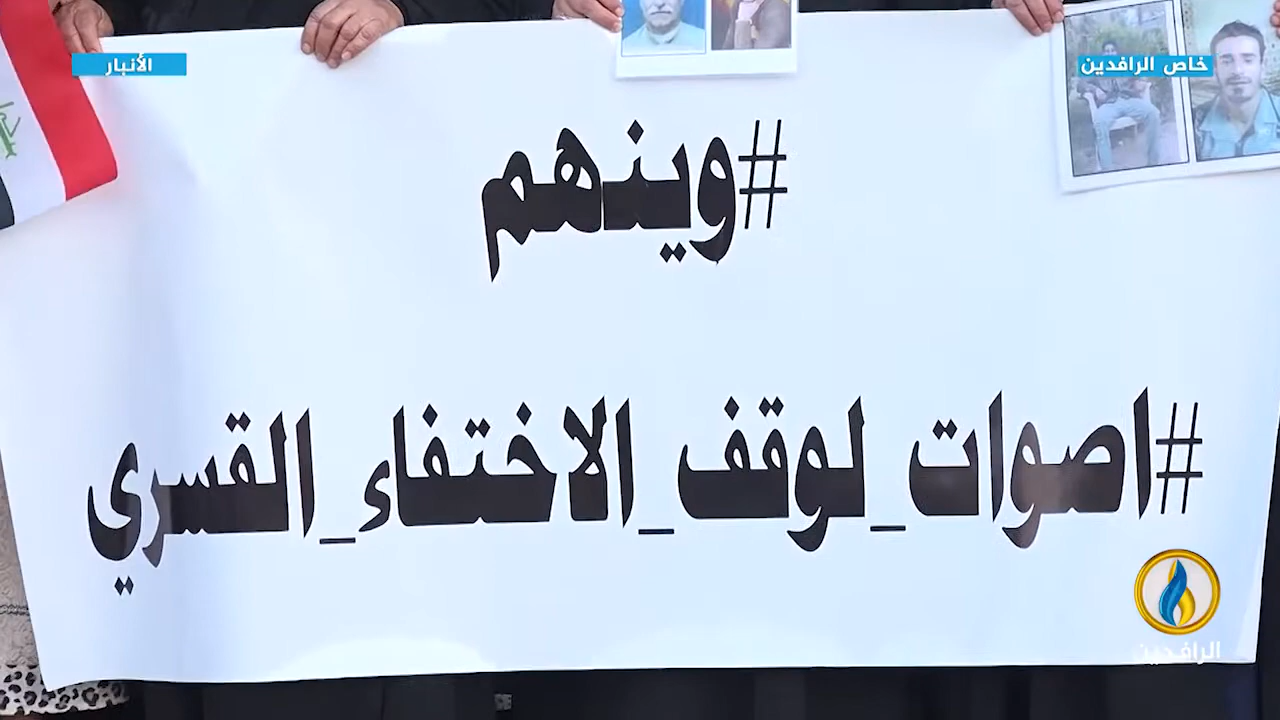 خاص الرافدين
الأنبار
#وينهم
#اصوات_لوقف_الاختفاء_القسري
الرافدين